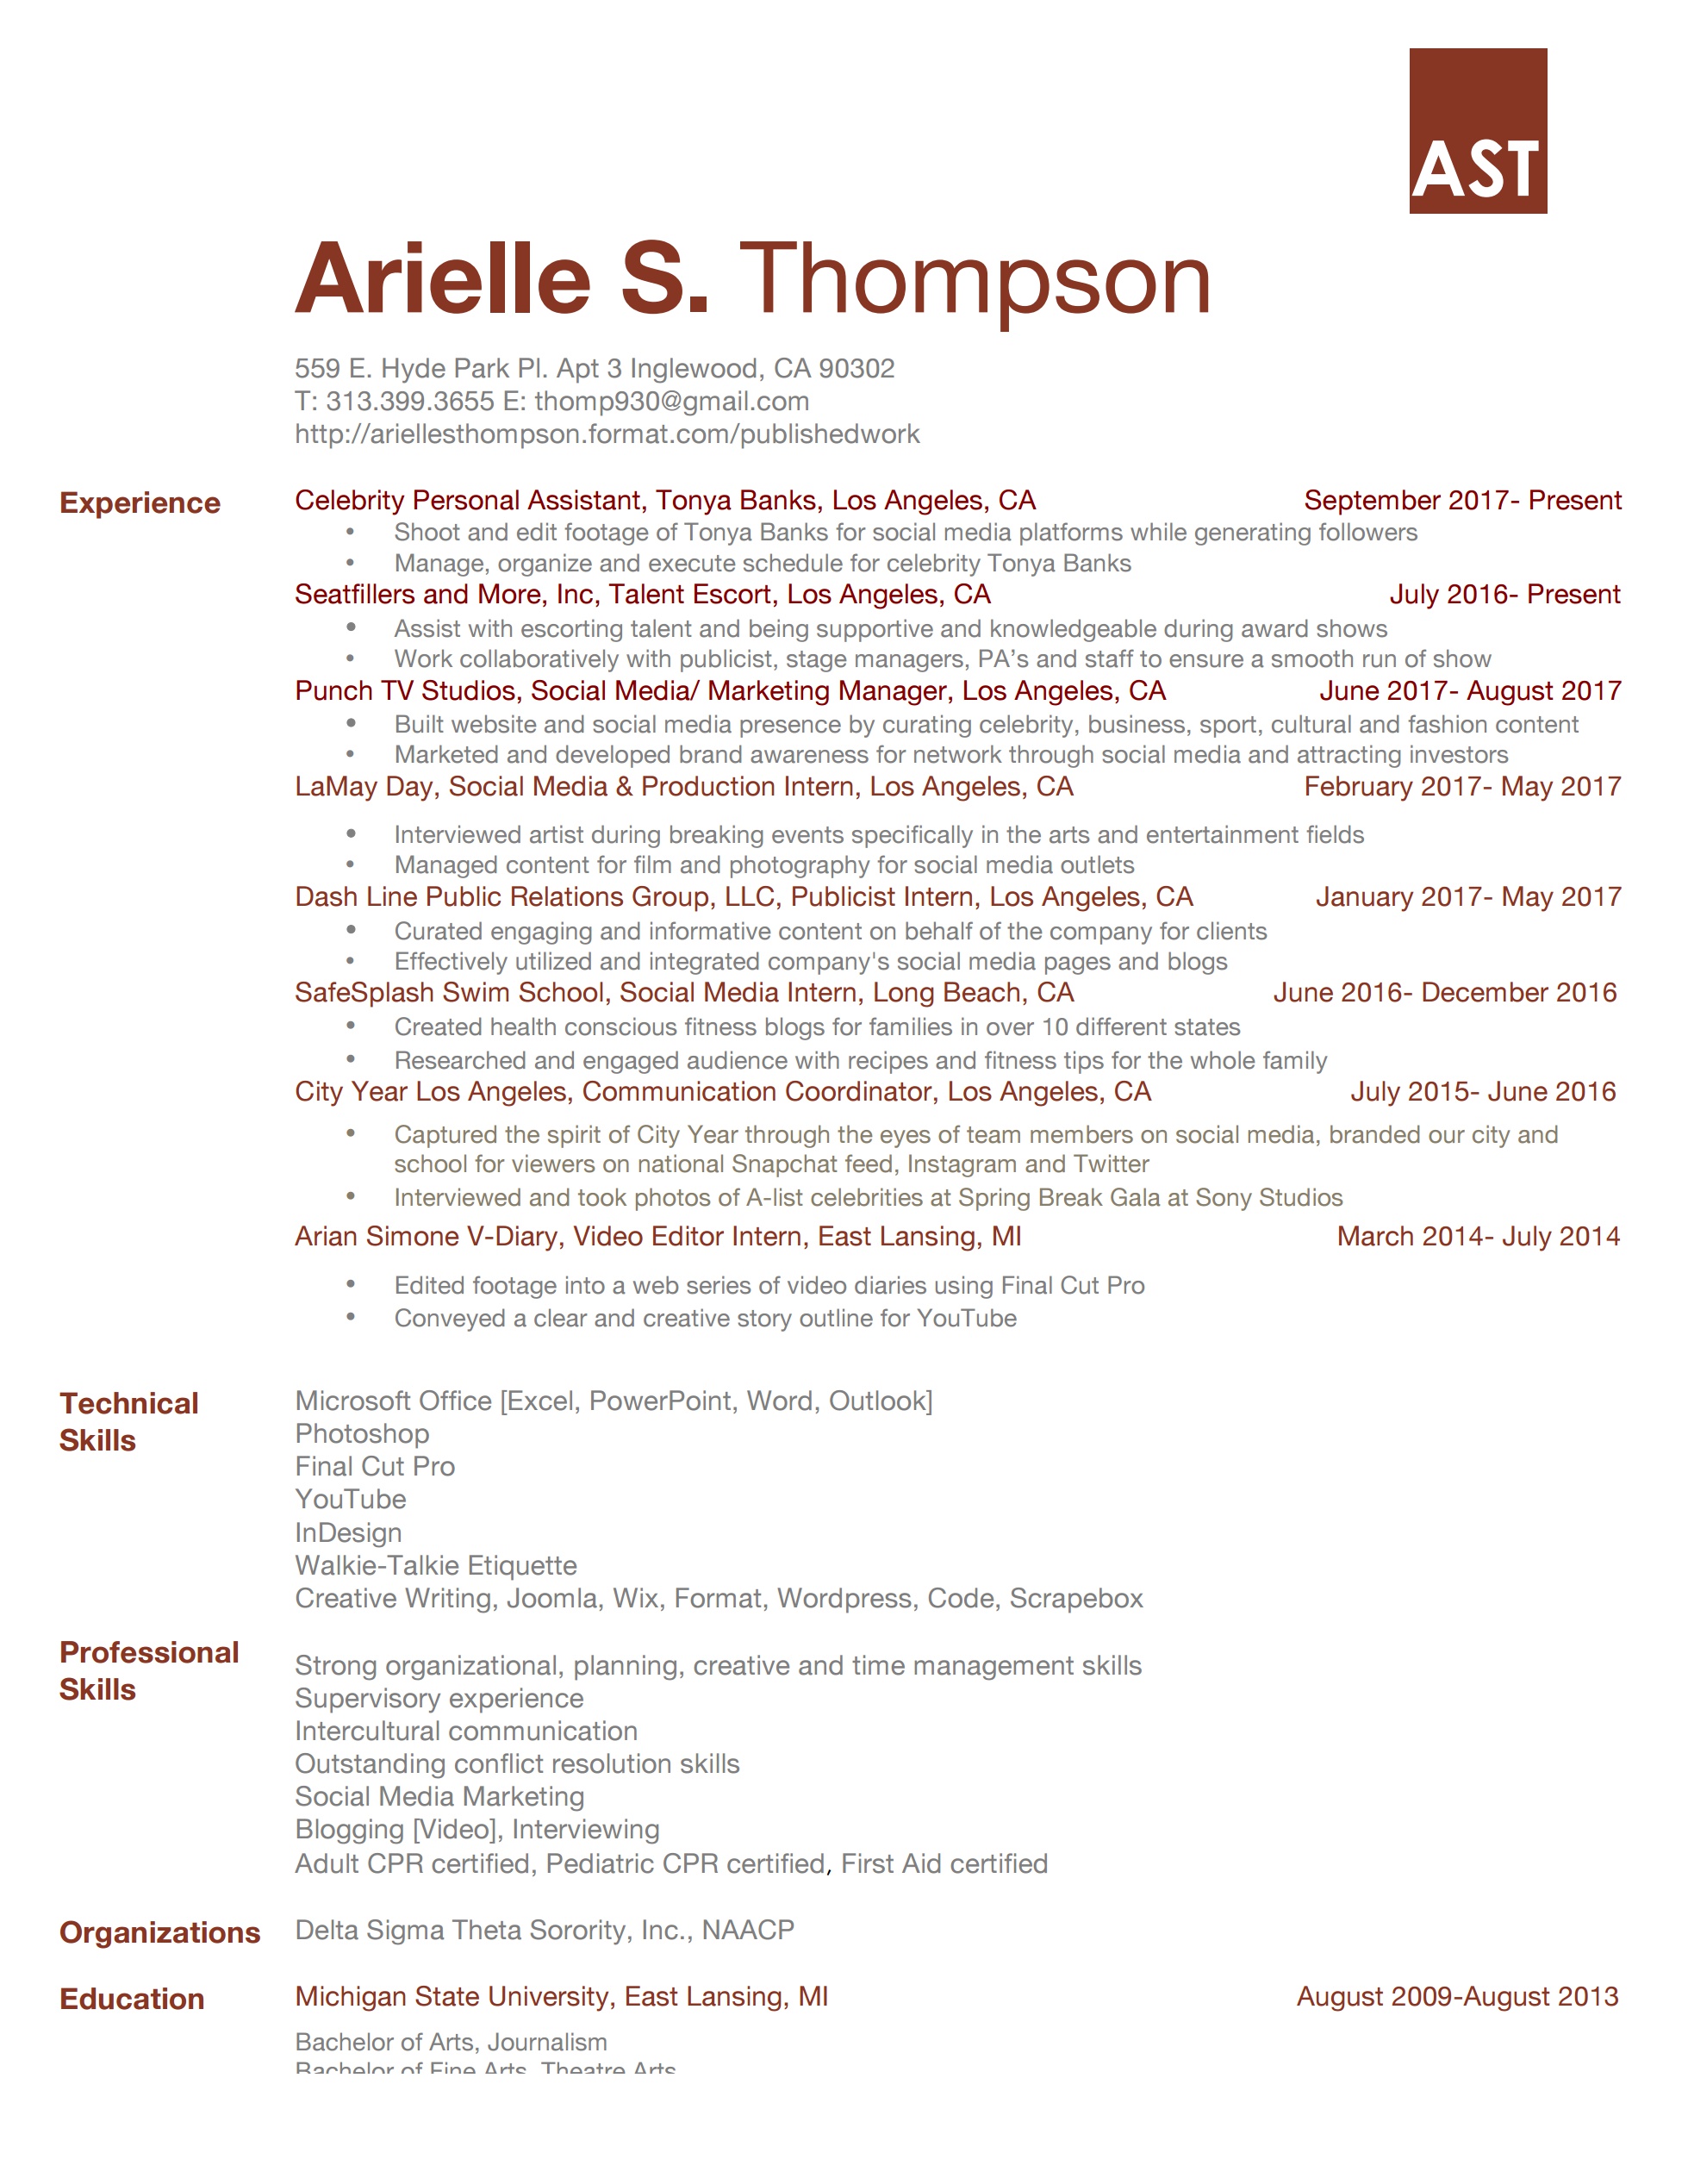 AST
Arielle S. Thompson
559 E. Hyde Park Pl. Apt 3 Inglewood, CA 90302
T: 313.399.3655 E: thomp930@gmail.com
http://ariellesthompson.format.com/publishedwork
Experience
Celebrity Personal Assistant, Tonya Banks, Los Angeles, CA September 2017- Present
• Shoot and edit footage of Tonya Banks for social media platforms while generating followers
• Manage, organize and execute schedule for celebrity Tonya Banks
Seatfillers and More, Inc, Talent Escort, Los Angeles, CA July 2016- Present
• Assist with escorting talent and being supportive and knowledgeable during award shows
• Work collaboratively with publicist, stage managers, PA’s and staff to ensure a smooth run of show
Punch TV Studios, Social Media/ Marketing Manager, Los Angeles, CA June 2017- August 2017
• Built website and social media presence by curating celebrity, business, sport, cultural and fashion content
• Marketed and developed brand awareness for network through social media and attracting investors
LaMay Day, Social Media & Production Intern, Los Angeles, CA February 2017- May 2017
• Interviewed artist during breaking events specifically in the arts and entertainment fields
• Managed content for film and photography for social media outlets
Dash Line Public Relations Group, LLC, Publicist Intern, Los Angeles, CA January 2017- May 2017
• Curated engaging and informative content on behalf of the company for clients
• Effectively utilized and integrated company's social media pages and blogs
SafeSplash Swim School, Social Media Intern, Long Beach, CA June 2016- December 2016
• Created health conscious fitness blogs for families in over 10 different states
• Researched and engaged audience with recipes and fitness tips for the whole family
City Year Los Angeles, Communication Coordinator, Los Angeles, CA July 2015- June 2016
• Captured the spirit of City Year through the eyes of team members on social media, branded our city and
school for viewers on national Snapchat feed, Instagram and Twitter
• Interviewed and took photos of A-list celebrities at Spring Break Gala at Sony Studios
Arian Simone V-Diary, Video Editor Intern, East Lansing, MI March 2014- July 2014
• Edited footage into a web series of video diaries using Final Cut Pro
• Conveyed a clear and creative story outline for YouTube
Technical
Skills
Microsoft Office [Excel, PowerPoint, Word, Outlook]
Photoshop
Final Cut Pro
YouTube
InDesign
Walkie-Talkie Etiquette
Creative Writing, Joomla, Wix, Format, Wordpress, Code, Scrapebox
Professional
Skills
Strong organizational, planning, creative and time management skills
Supervisory experience
Intercultural communication
Outstanding conflict resolution skills
Social Media Marketing
Blogging [Video], Interviewing
Adult CPR certified, Pediatric CPR certified, First Aid certified
Organizations
Delta Sigma Theta Sorority, Inc., NAACP
Education
Michigan State University, East Lansing, MI August 2009-August 2013
Bachelor of Arts, Journalism
Bachelor of Fine Arts, Theatre Arts